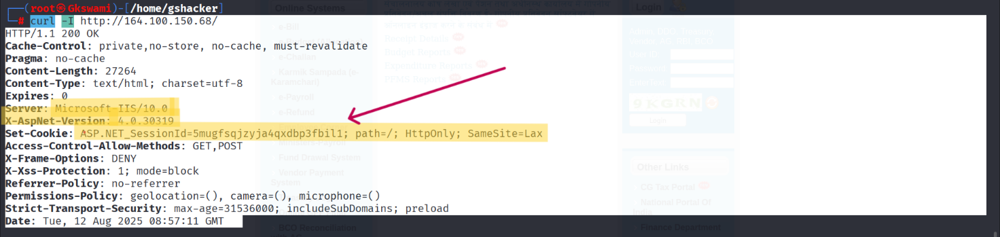 ┌──(root㉿Gkswami)-[/home/gshacker]
└─# curl -I http://164.100.150.68/
HTTP/1.1 200 OK
Cache-Control: private,no-store, no-cache, must-revalidate
Pragma: no-cache
Content-Length: 27264
Content-Type: text/html; charset=utf-8
Expires: 0
Server: Microsoft-IIS/10.0
X-AspNet-Version: 4.0.30319
Set-Cookie: ASP.NET_SessionId=5mugfsqjzyja4qxdbp3fbil1; path=/; HttpOnly; SameSite=Lax
Access-Control-Allow-Methods: GET,POST
X-Frame-Options: DENY
X-Xss-Protection: 1; mode=block
Referrer-Policy: no-referrer
Permissions-Policy: geolocation=(), camera=(), microphone=()
Strict-Transport-Security: max-age=31536000; includeSubDomains; preload
Date: Tue, 12 Aug 2025 08:57:11 GMT
Online Systems
e-Bill
e-Challan
Karmik Sampada (e-
Karamchari)
e-Payroll
e-Refund
Ministers-Payroll
Fund Drawal System
Vendor Payment
System
BCO Reconciliation
Receipt Details
Budget Reports
Expenditure Reports
PFMS Reports
Login
User ID
Password
9KGRN
Login
Other Links
CG Tax Portal
National Portal Of
India
Finance Department